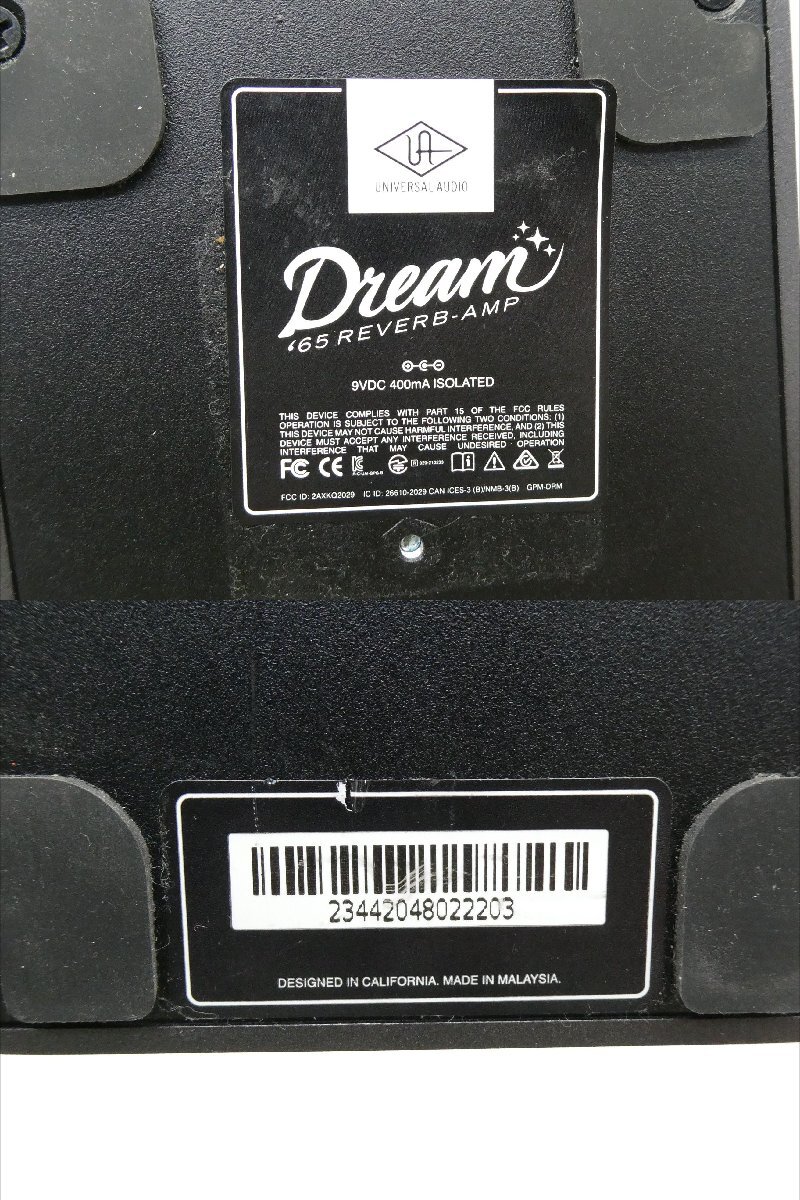 UNIVERSAL AUDIO
Dream
'65 REVERB-AMP
9VDC 400mA ISOLATED
THIS DEVICE COMPLIES WITH PART 15 OF THE FCC RULES
OPERATION IS SUBJECT TO THE FOLLOWING TWO CONDITIONS: (1)
THIS DEVICE MAY NOT CAUSE HARMFUL INTERFERENCE, AND (2) THIS
DEVICE MUST ACCEPT ANY INTERFERENCE RECEIVED, INCLUDING
INTERFERENCE THAT MAY CAUSE UNDESIRED OPERATION
FC CE
FCC ID: 2AXKQ2029 IC ID: 26610-2029 CAN ICES-3 (B)/NMB-3(B) GPM-DRM
23442048022203
DESIGNED IN CALIFORNIA. MADE IN MALAYSIA.